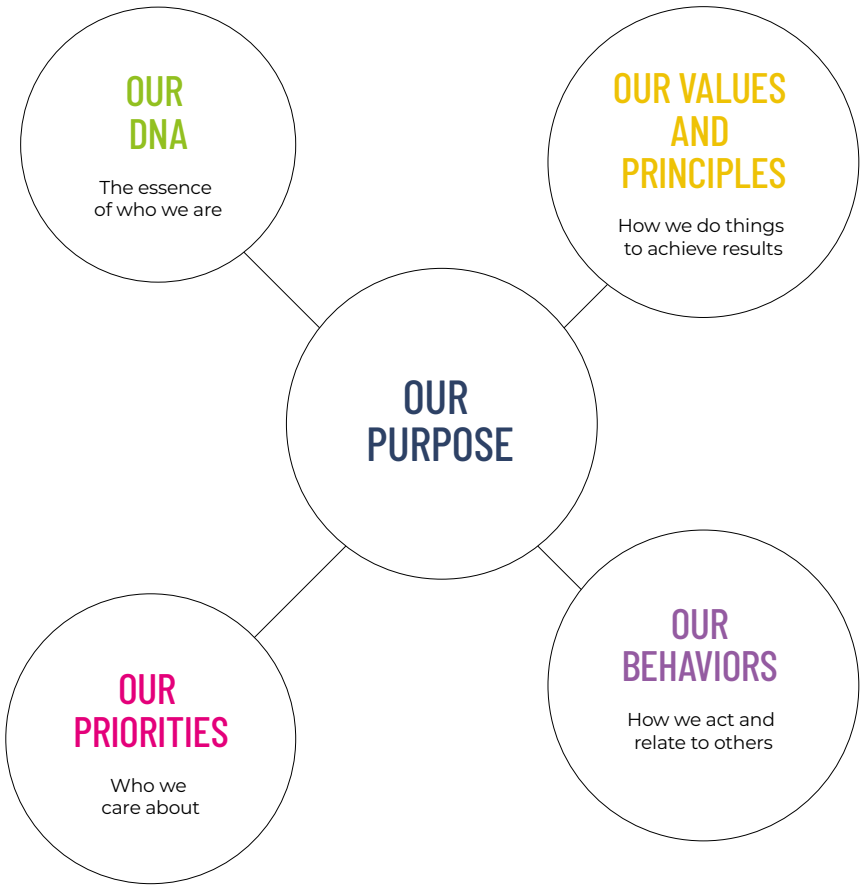 OUR
DNA
The essence
of who we are
OUR VALUES
AND
PRINCIPLES
How we do things
to achieve results
OUR
PURPOSE
OUR
PRIORITIES
Who we
care about
OUR
BEHAVIORS
How we act and
relate to others